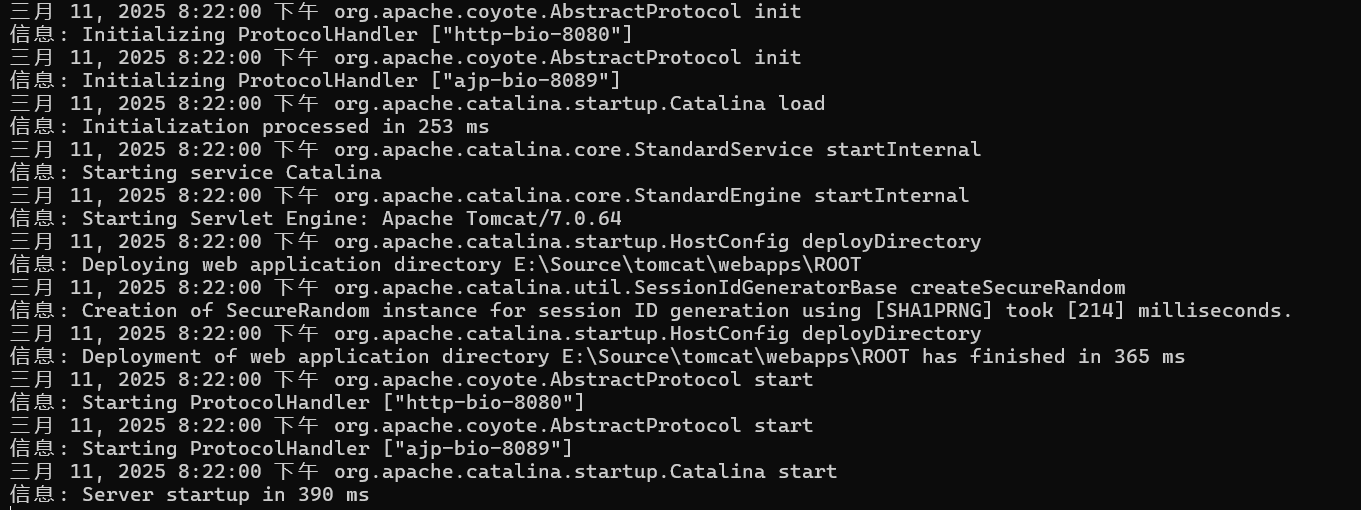 三月 11, 2025 8:22:00 下午 org.apache.coyote.AbstractProtocol init
信息: Initializing ProtocolHandler ["http-bio-8080"]
三月 11, 2025 8:22:00 下午 org.apache.coyote.AbstractProtocol init
信息: Initializing ProtocolHandler ["ajp-bio-8089"]
三月 11, 2025 8:22:00 下午 org.apache.catalina.startup.Catalina load
信息: Initialization processed in 253 ms
三月 11, 2025 8:22:00 下午 org.apache.catalina.core.StandardService startInternal
信息: Starting service Catalina
三月 11, 2025 8:22:00 下午 org.apache.catalina.core.StandardEngine startInternal
信息: Starting Servlet Engine: Apache Tomcat/7.0.64
三月 11, 2025 8:22:00 下午 org.apache.catalina.startup.HostConfig deployDirectory
信息: Deploying web application directory E:\Source\tomcat\webapps\ROOT
三月 11, 2025 8:22:00 下午 org.apache.catalina.util.SessionIdGeneratorBase createSecureRandom
信息: Creation of SecureRandom instance for session ID generation using [SHA1PRNG] took [214] milliseconds.
三月 11, 2025 8:22:00 下午 org.apache.catalina.startup.HostConfig deployDirectory
信息: Deployment of web application directory E:\Source\tomcat\webapps\ROOT has finished in 365 ms
三月 11, 2025 8:22:00 下午 org.apache.coyote.AbstractProtocol start
信息: Starting ProtocolHandler ["http-bio-8080"]
三月 11, 2025 8:22:00 下午 org.apache.coyote.AbstractProtocol start
信息: Starting ProtocolHandler ["ajp-bio-8089"]
三月 11, 2025 8:22:00 下午 org.apache.catalina.startup.Catalina start
信息: Server startup in 390 ms